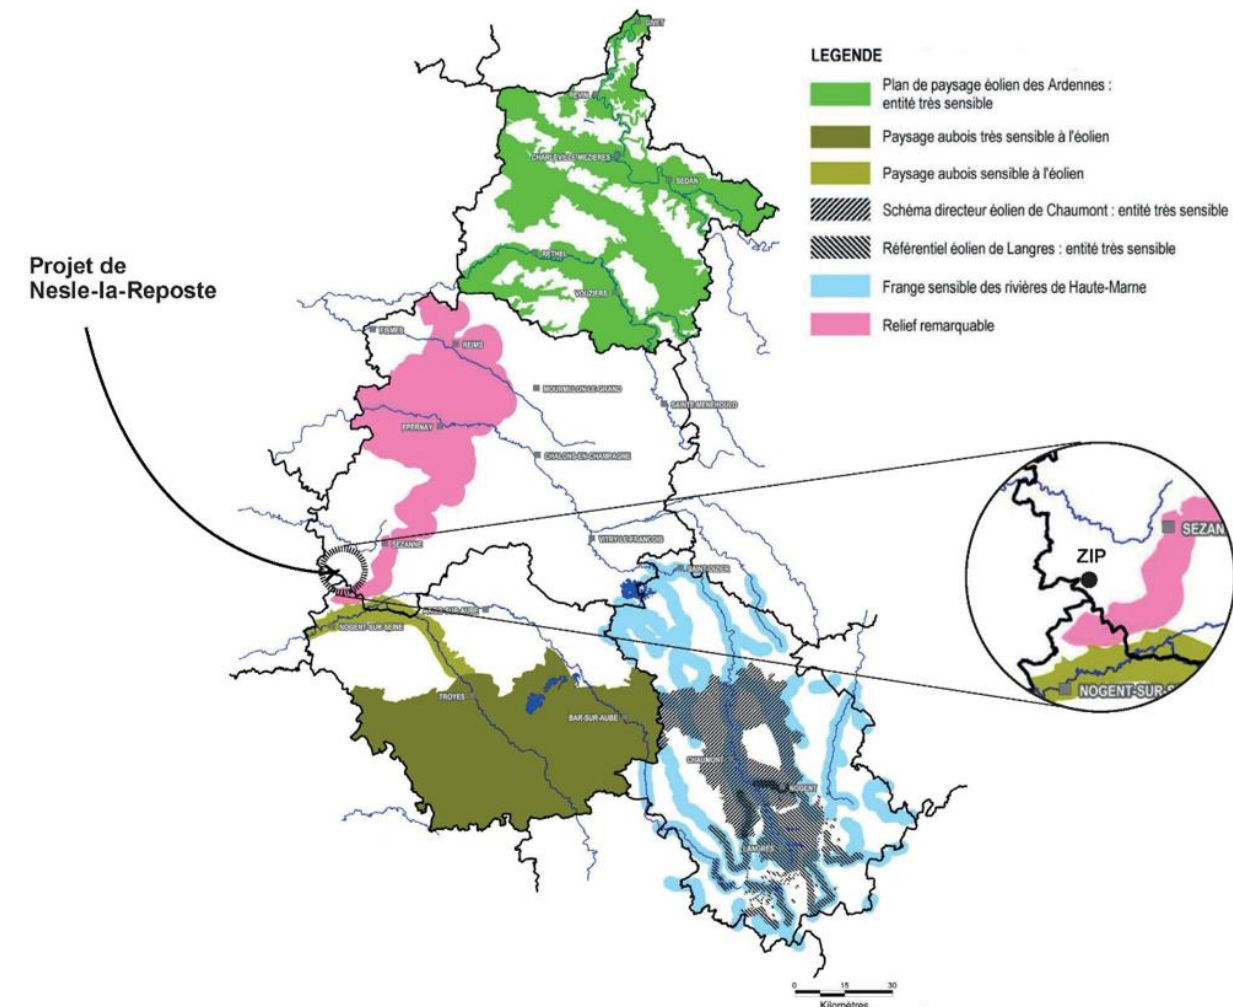 GIVET
LEGENDE
Plan de paysage éolien des Ardennes :
entité très sensible
REVIN
Paysage aubois très sensible à l'éolien
CHARLEVILLE-MEZIERES
Paysage aubois sensible à l'éolien
SEDAN
Schéma directeur éolien de Chaumont : entité très sensible
Référentiel éolien de Langres : entité très sensible
RETHEL
Projet de
Nesle-la-Reposte
Frange sensible des rivières de Haute-Marne
VOUZIERS
Relief remarquable
FISMES
REIMS
MOURMELON-LE-GRAND
SAINTE-MENEHOULD
EPERNAY
CHALONS-EN-CHAMPAGNE
SEZANNE
VITRY-LE-FRANCOIS
SAINT-DIZIER
SEZAN
ZIP
NOGENT-SUR-S
NOGENT-SUR-SEINE
TROYES
BAR-SUR-AUBE
CHAUMONT
NOGENT
LANGRES
0 15 30
Kilomètres